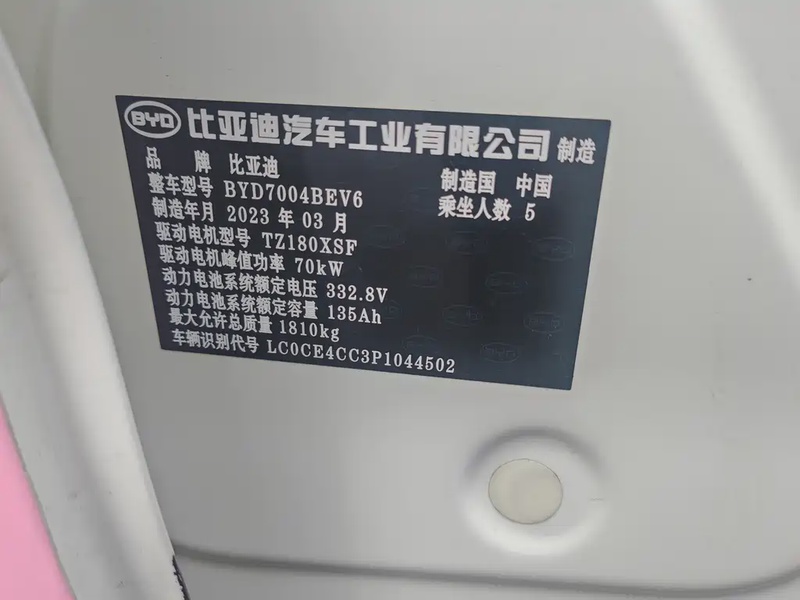 BYD 比亚迪汽车工业有限公司 制造
品 牌 比亚迪
制造国 中国
整车型号 BYD7004BEV6
乘坐人数 5
制造年月 2023 年 03 月
驱动电机型号 TZ180XSF
驱动电机峰值功率 70kW
动力电池系统额定电压 332.8V
动力电池系统额定容量 135Ah
最大允许总质量 1810kg
车辆识别代号 LC0CE4CC3P1044502